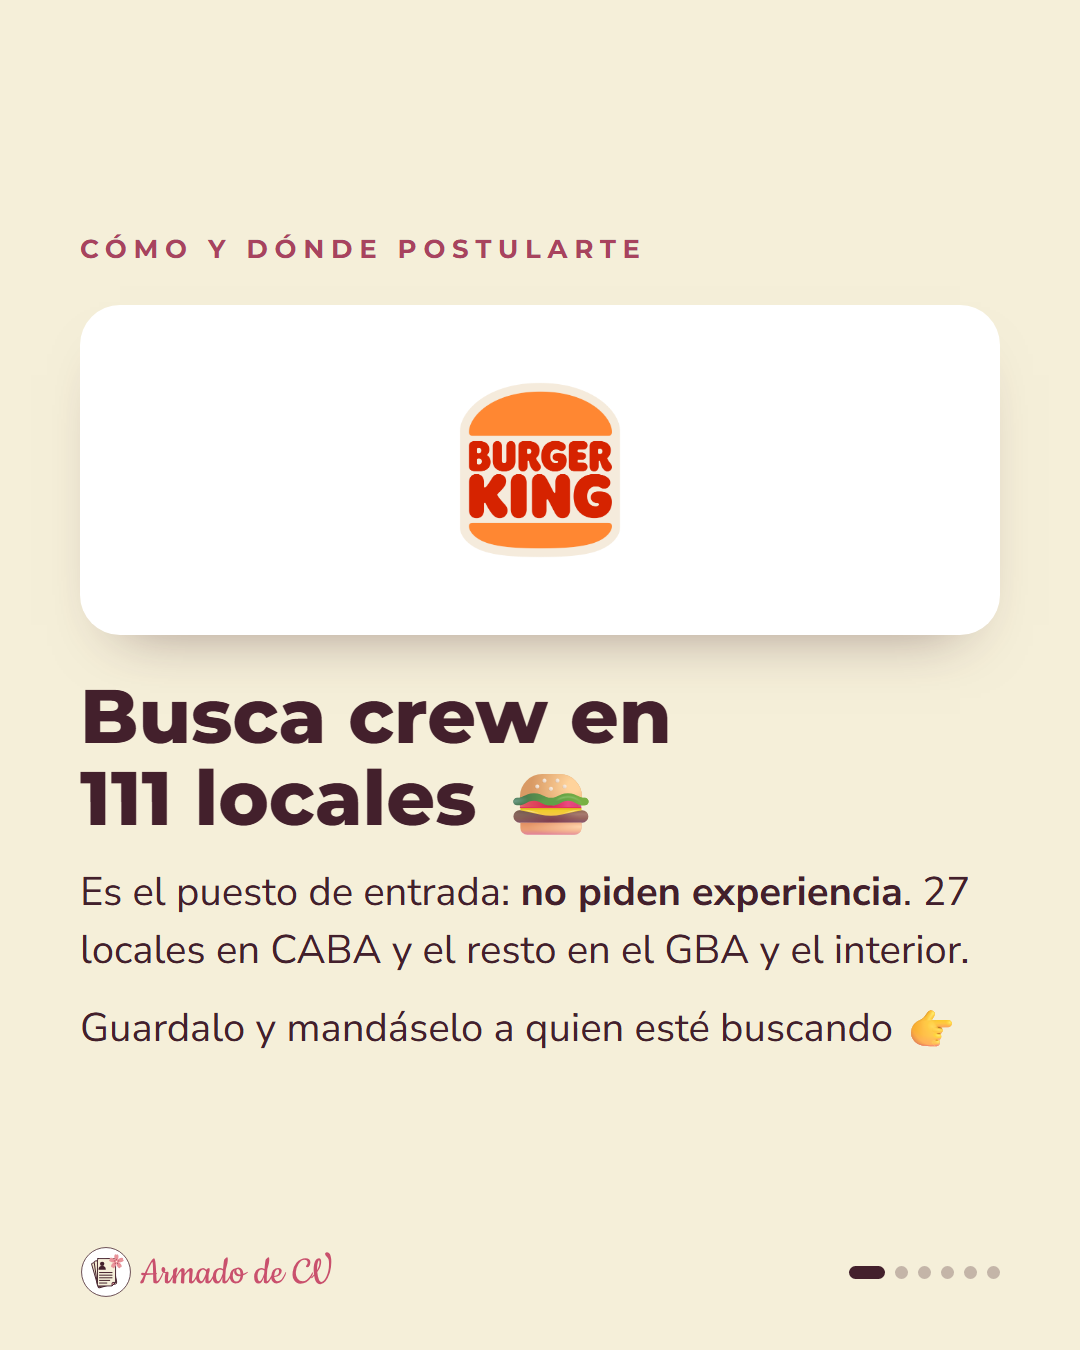 CÓMO Y DÓNDE POSTULARTE
BURGER
KING
Busca crew en
111 locales 🍔
Es el puesto de entrada: no piden experiencia. 27
locales en CABA y el resto en el GBA y el interior.
Guardalo y mandáselo a quien esté buscando 👉
Armado de CV